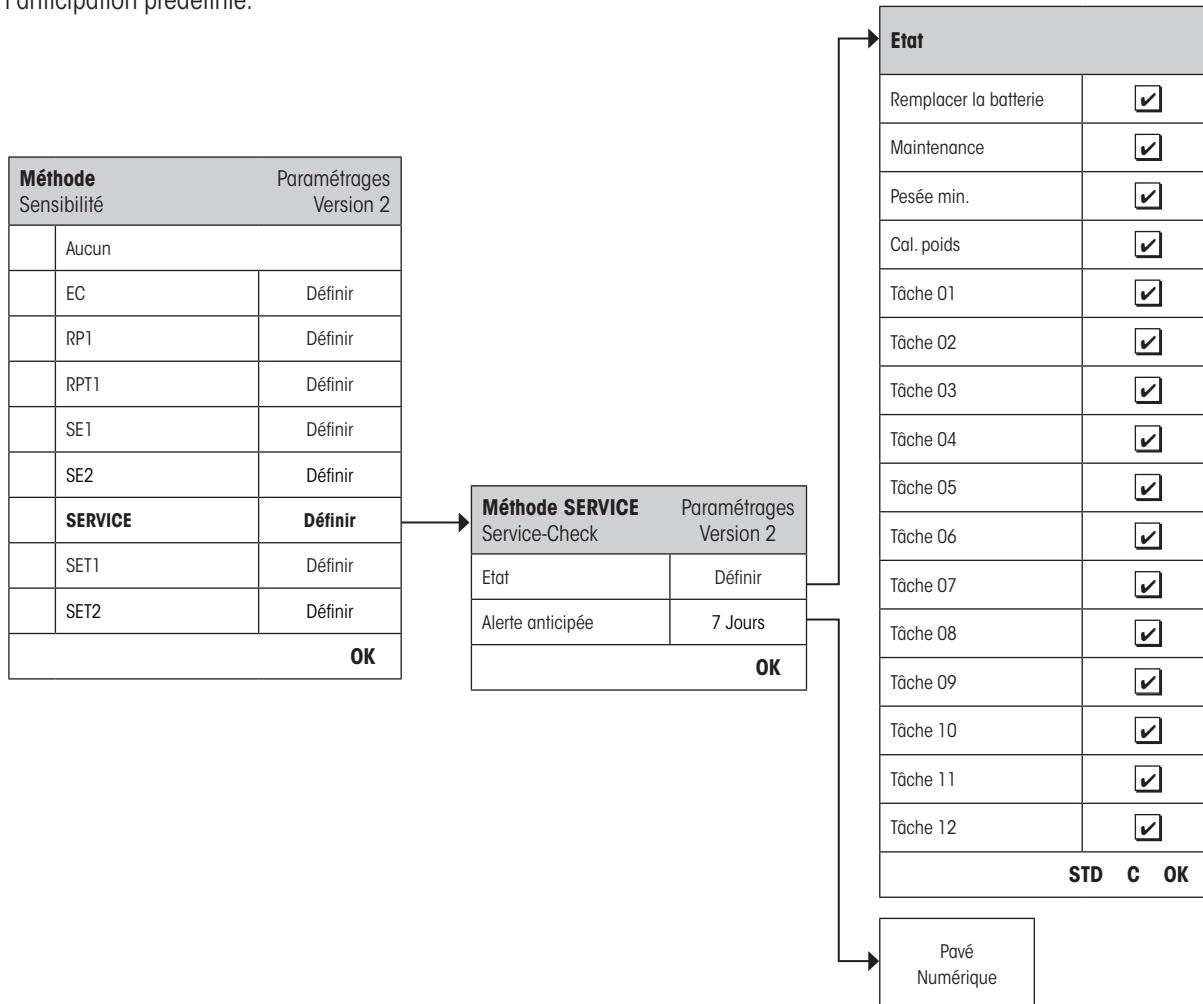 l'anticipation prédéfinie.
Méthode Paramétrages
Sensibilité Version 2
Aucun
EC Définir
RP1 Définir
RPT1 Définir
SE1 Définir
SE2 Définir
SERVICE Définir
SET1 Définir
SET2 Définir
OK
Méthode SERVICE Paramétrages
Service-Check Version 2
Etat Définir
Alerte anticipée 7 Jours
OK
Etat
Remplacer la batterie ✔
Maintenance ✔
Pesée min. ✔
Cal. poids ✔
Tâche 01 ✔
Tâche 02 ✔
Tâche 03 ✔
Tâche 04 ✔
Tâche 05 ✔
Tâche 06 ✔
Tâche 07 ✔
Tâche 08 ✔
Tâche 09 ✔
Tâche 10 ✔
Tâche 11 ✔
Tâche 12 ✔
STD C OK
Pavé
Numérique